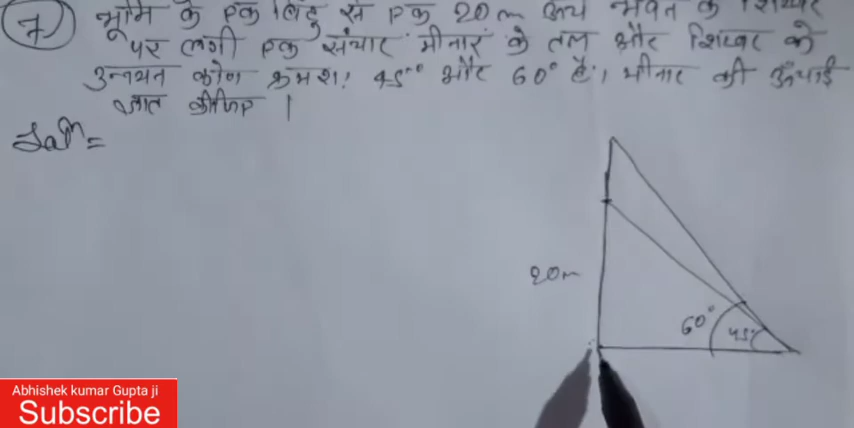 7) भूमि के एक बिंदु से एक 20 m ऊँचे भवन के शिखर
पर लगी एक संचार मीनार के तल और शिखर के
उन्नयन कोण क्रमशः 45° और 60° है। मीनार की ऊँचाई
ज्ञात कीजिए।
Solⁿ =
20m
60°
45°
Abhishek kumar Gupta ji
Subscribe